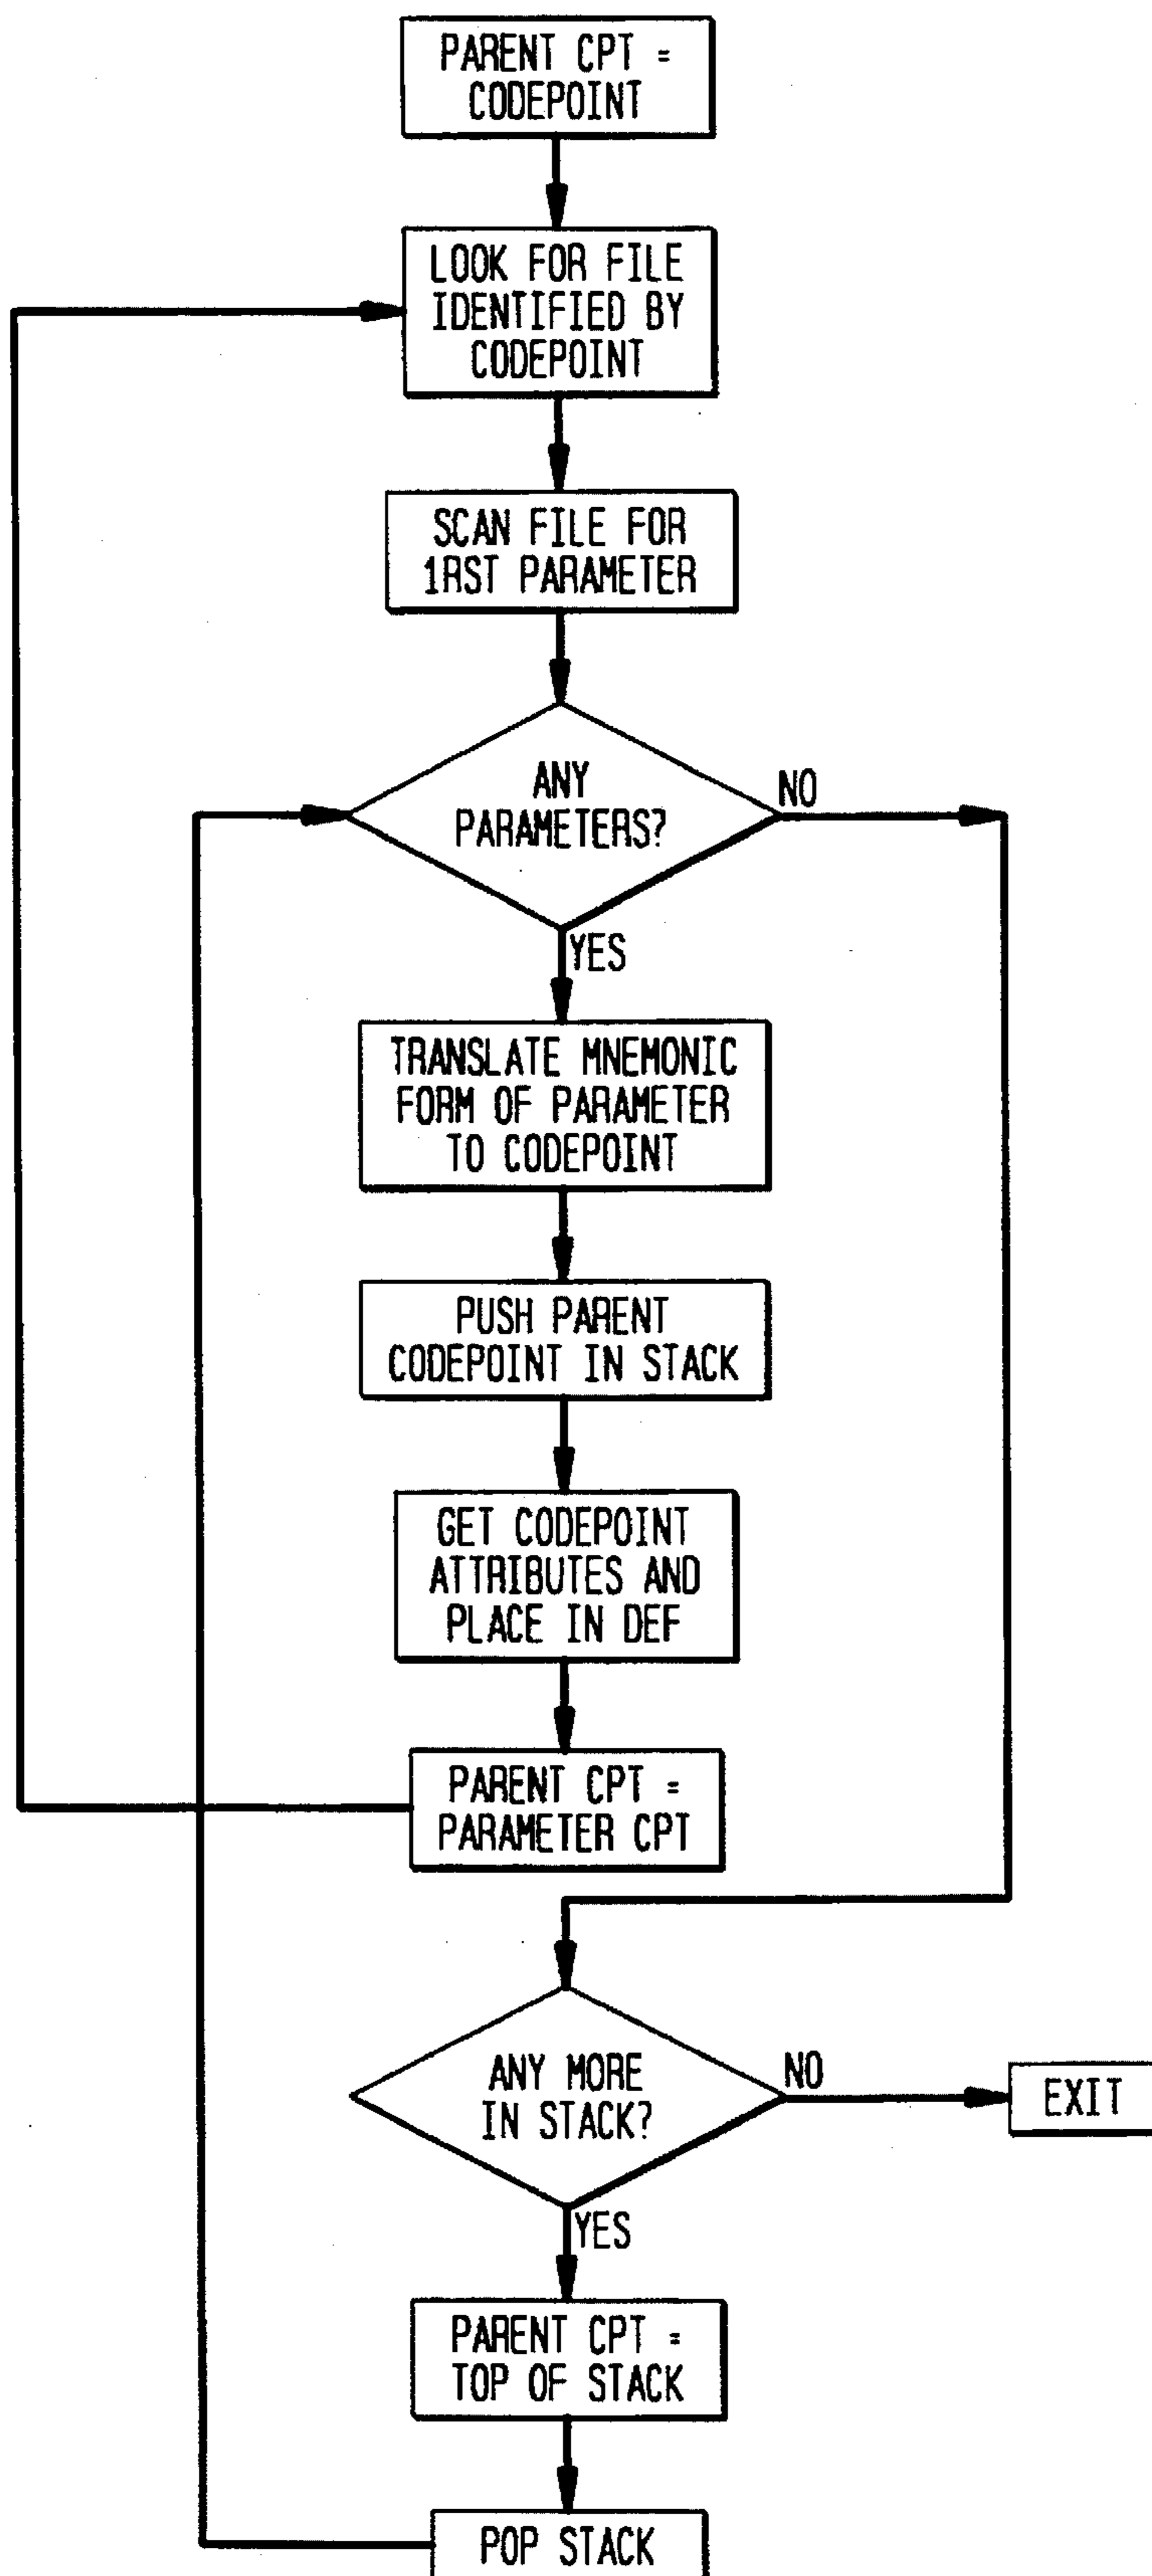 PARENT CPT =
CODEPOINT
LOOK FOR FILE
IDENTIFIED BY
CODEPOINT
SCAN FILE FOR
1RST PARAMETER
ANY
PARAMETERS?
NO
YES
TRANSLATE MNEMONIC
FORM OF PARAMETER
TO CODEPOINT
PUSH PARENT
CODEPOINT IN STACK
GET CODEPOINT
ATTRIBUTES AND
PLACE IN DEF
PARENT CPT =
PARAMETER CPT
ANY MORE
IN STACK?
NO
EXIT
YES
PARENT CPT =
TOP OF STACK
POP STACK